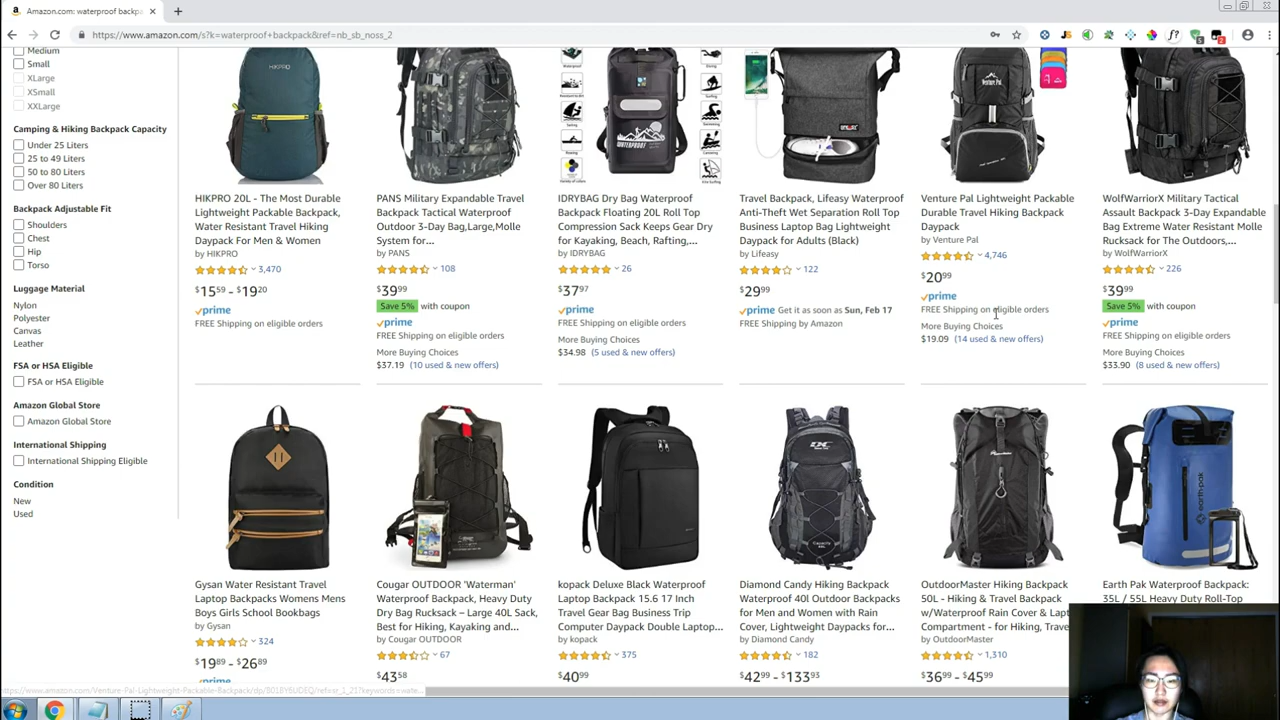 Amazon.com: waterproof backp
https://www.amazon.com/s?k=waterproof+backpack&ref=nb_sb_noss_2
Medium
Small
XLarge
XSmall
XXLarge
Camping & Hiking Backpack Capacity
Under 25 Liters
25 to 49 Liters
50 to 80 Liters
Over 80 Liters
Backpack Adjustable Fit
Shoulders
Chest
Hip
Torso
Luggage Material
Nylon
Polyester
Canvas
Leather
FSA or HSA Eligible
FSA or HSA Eligible
Amazon Global Store
Amazon Global Store
International Shipping
International Shipping Eligible
Condition
New
Used
HIKPRO
HIKPRO 20L - The Most Durable
Lightweight Packable Backpack,
Water Resistant Travel Hiking
Daypack For Men & Women
by HIKPRO
3,470
$15.59 - $19.20
prime
FREE Shipping on eligible orders
PANS Military Expandable Travel
Backpack Tactical Waterproof
Outdoor 3-Day Bag,Large,Molle
System for...
by PANS
108
$39.99
Save 5% with coupon
prime
FREE Shipping on eligible orders
More Buying Choices
$37.19 (10 used & new offers)
WATERPROOF
IDRYBAG Dry Bag Waterproof
Backpack Floating 20L Roll Top
Compression Sack Keeps Gear Dry
for Kayaking, Beach, Rafting,...
by IDRYBAG
26
$37.97
prime
FREE Shipping on eligible orders
More Buying Choices
$34.98 (5 used & new offers)
Travel Backpack, Lifeasy Waterproof
Anti-Theft Wet Separation Roll Top
Business Laptop Bag Lightweight
Daypack for Adults (Black)
by Lifeasy
122
$29.99
prime Get it as soon as Sun, Feb 17
FREE Shipping by Amazon
Venture Pal
Venture Pal Lightweight Packable
Durable Travel Hiking Backpack
Daypack
by Venture Pal
4,746
$20.99
prime
FREE Shipping on eligible orders
More Buying Choices
$19.09 (14 used & new offers)
WolfWarriorX Military Tactical
Assault Backpack 3-Day Expandable
Bag Extreme Water Resistant Molle
Rucksack for The Outdoors,...
by WolfWarriorX
226
$39.99
Save 5% with coupon
prime
FREE Shipping on eligible orders
More Buying Choices
$33.90 (8 used & new offers)
Gysan Water Resistant Travel
Laptop Backpacks Womens Mens
Boys Girls School Bookbags
by Gysan
324
$19.89 - $26.89
prime
Cougar OUTDOOR 'Waterman'
Waterproof Backpack, Heavy Duty
Dry Bag Rucksack – Large 40L Sack,
Best for Hiking, Kayaking and...
by Cougar OUTDOOR
67
$43.58
kopack Deluxe Black Waterproof
Laptop Backpack 15.6 17 Inch
Travel Gear Bag Business Trip
Computer Daypack Double Laptop...
by kopack
375
$40.99
Diamond Candy Hiking Backpack
Waterproof 40l Outdoor Backpacks
for Men and Women with Rain
Cover, Lightweight Daypacks for...
by Diamond Candy
182
$42.99 - $133.93
OutdoorMaster Hiking Backpack
50L - Hiking & Travel Backpack
w/Waterproof Rain Cover & Lapt
Compartment - for Hiking, Trave
by OutdoorMaster
1,310
$36.99 - $45.99
earth pak
Earth Pak Waterproof Backpack:
35L / 55L Heavy Duty Roll-Top